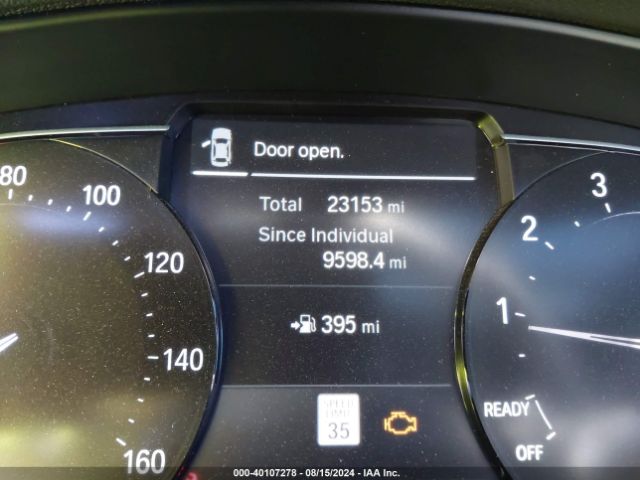 Door open.
Total 23153 mi
Since Individual
9598.4 mi
395 mi
SPEED
LIMIT
35
80
100
120
140
160
3
2
1
READY
OFF
000-40107278 - 08/15/2024 - IAA Inc.